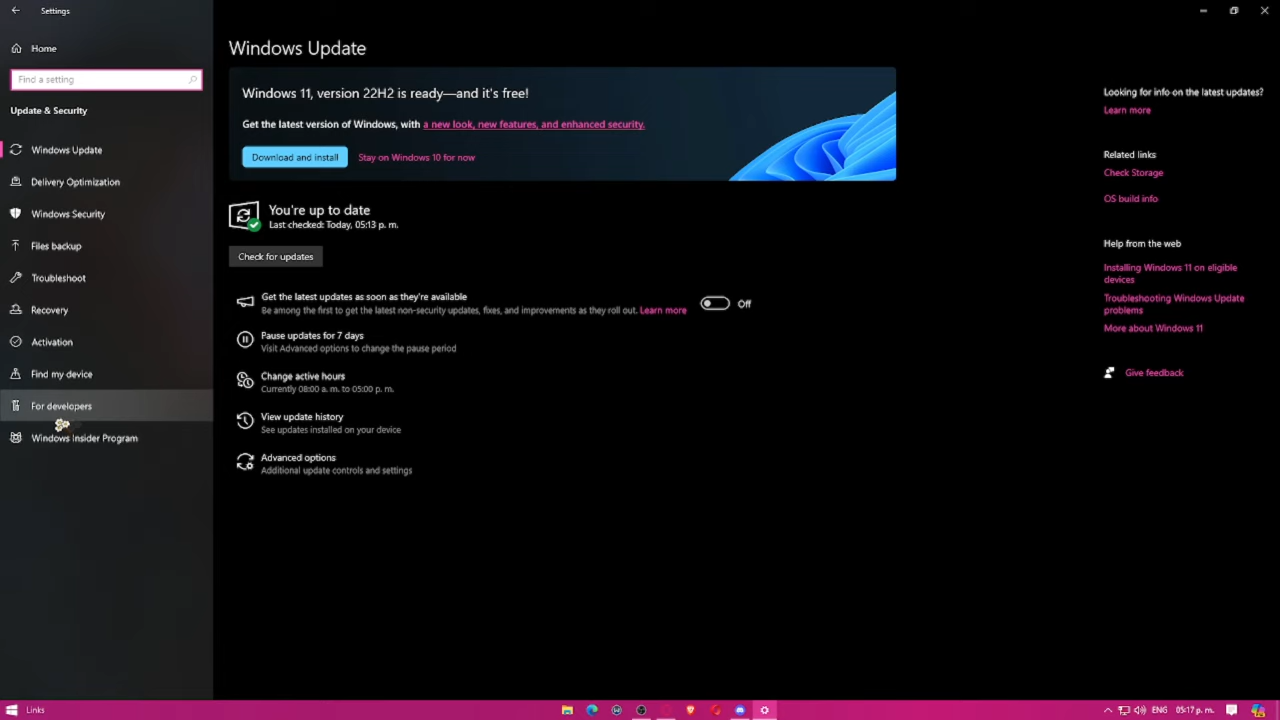 Settings
Home
Find a setting
Update & Security
Windows Update
Delivery Optimization
Windows Security
Files backup
Troubleshoot
Recovery
Activation
Find my device
For developers
Windows Insider Program
Windows Update
Windows 11, version 22H2 is ready—and it's free!
Get the latest version of Windows, with a new look, new features, and enhanced security.
Download and install
Stay on Windows 10 for now
You're up to date
Last checked: Today, 05:13 p. m.
Check for updates
Get the latest updates as soon as they're available
Be among the first to get the latest non-security updates, fixes, and improvements as they roll out. Learn more
Off
Pause updates for 7 days
Visit Advanced options to change the pause period
Change active hours
Currently 08:00 a. m. to 05:00 p. m.
View update history
See updates installed on your device
Advanced options
Additional update controls and settings
Looking for info on the latest updates?
Learn more
Related links
Check Storage
OS build info
Help from the web
Installing Windows 11 on eligible
devices
Troubleshooting Windows Update
problems
More about Windows 11
Give feedback
Links
ENG
05:17 p. m.